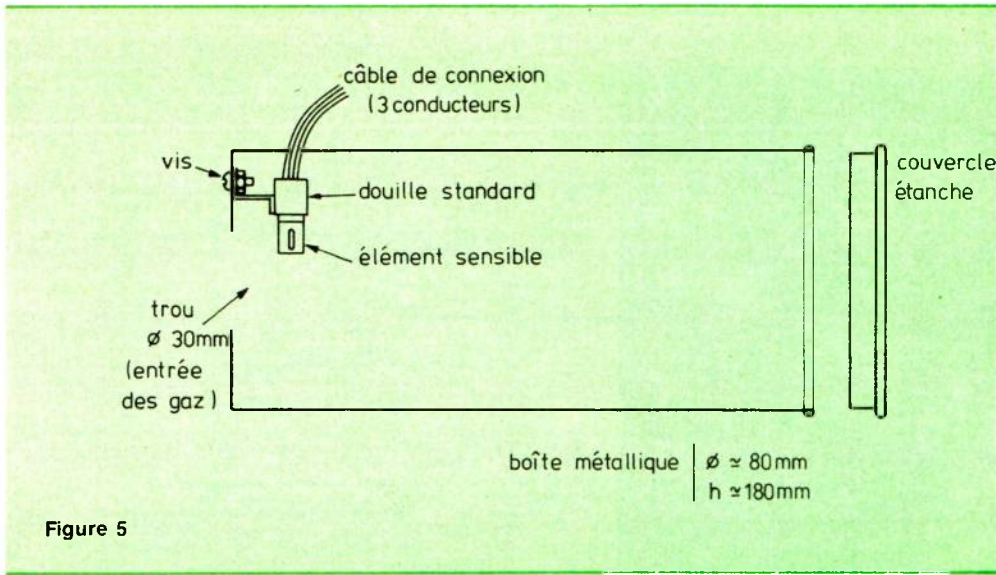 câble de connexion
(3 conducteurs)
vis
douille standard
élément sensible
couvercle
étanche
trou
ø 30mm
(entrée
des gaz)
boîte métallique
ø ≃ 80mm
h ≃ 180mm
Figure 5